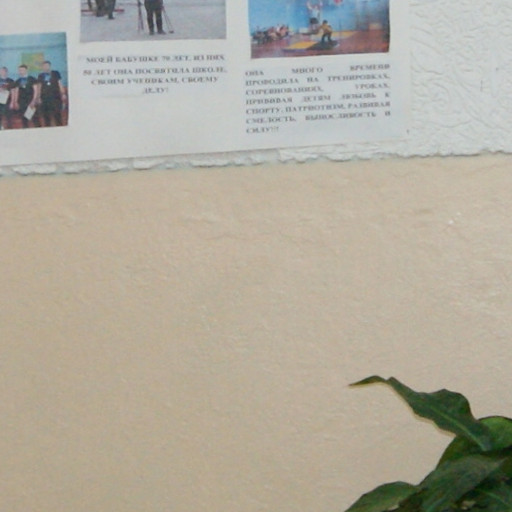 МОЕЙ БАБУШКЕ 70 ЛЕТ, ИЗ НИХ
50 ЛЕТ ОНА ПОСВЯТИЛА ШКОЛЕ,
СВОИМ УЧЕНИКАМ, СВОЕМУ
ДЕЛУ!
ОНА МНОГО ВРЕМЕНИ
ПРОВОДИЛА НА ТРЕНИРОВКАХ,
СОРЕВНОВАНИЯХ, УРОКАХ,
ПРИВИВАЯ ДЕТЯМ ЛЮБОВЬ К
СПОРТУ, ПАТРИОТИЗМ, РАЗВИВАЯ
СМЕЛОСТЬ, ВЫНОСЛИВОСТЬ И
СИЛУ!!